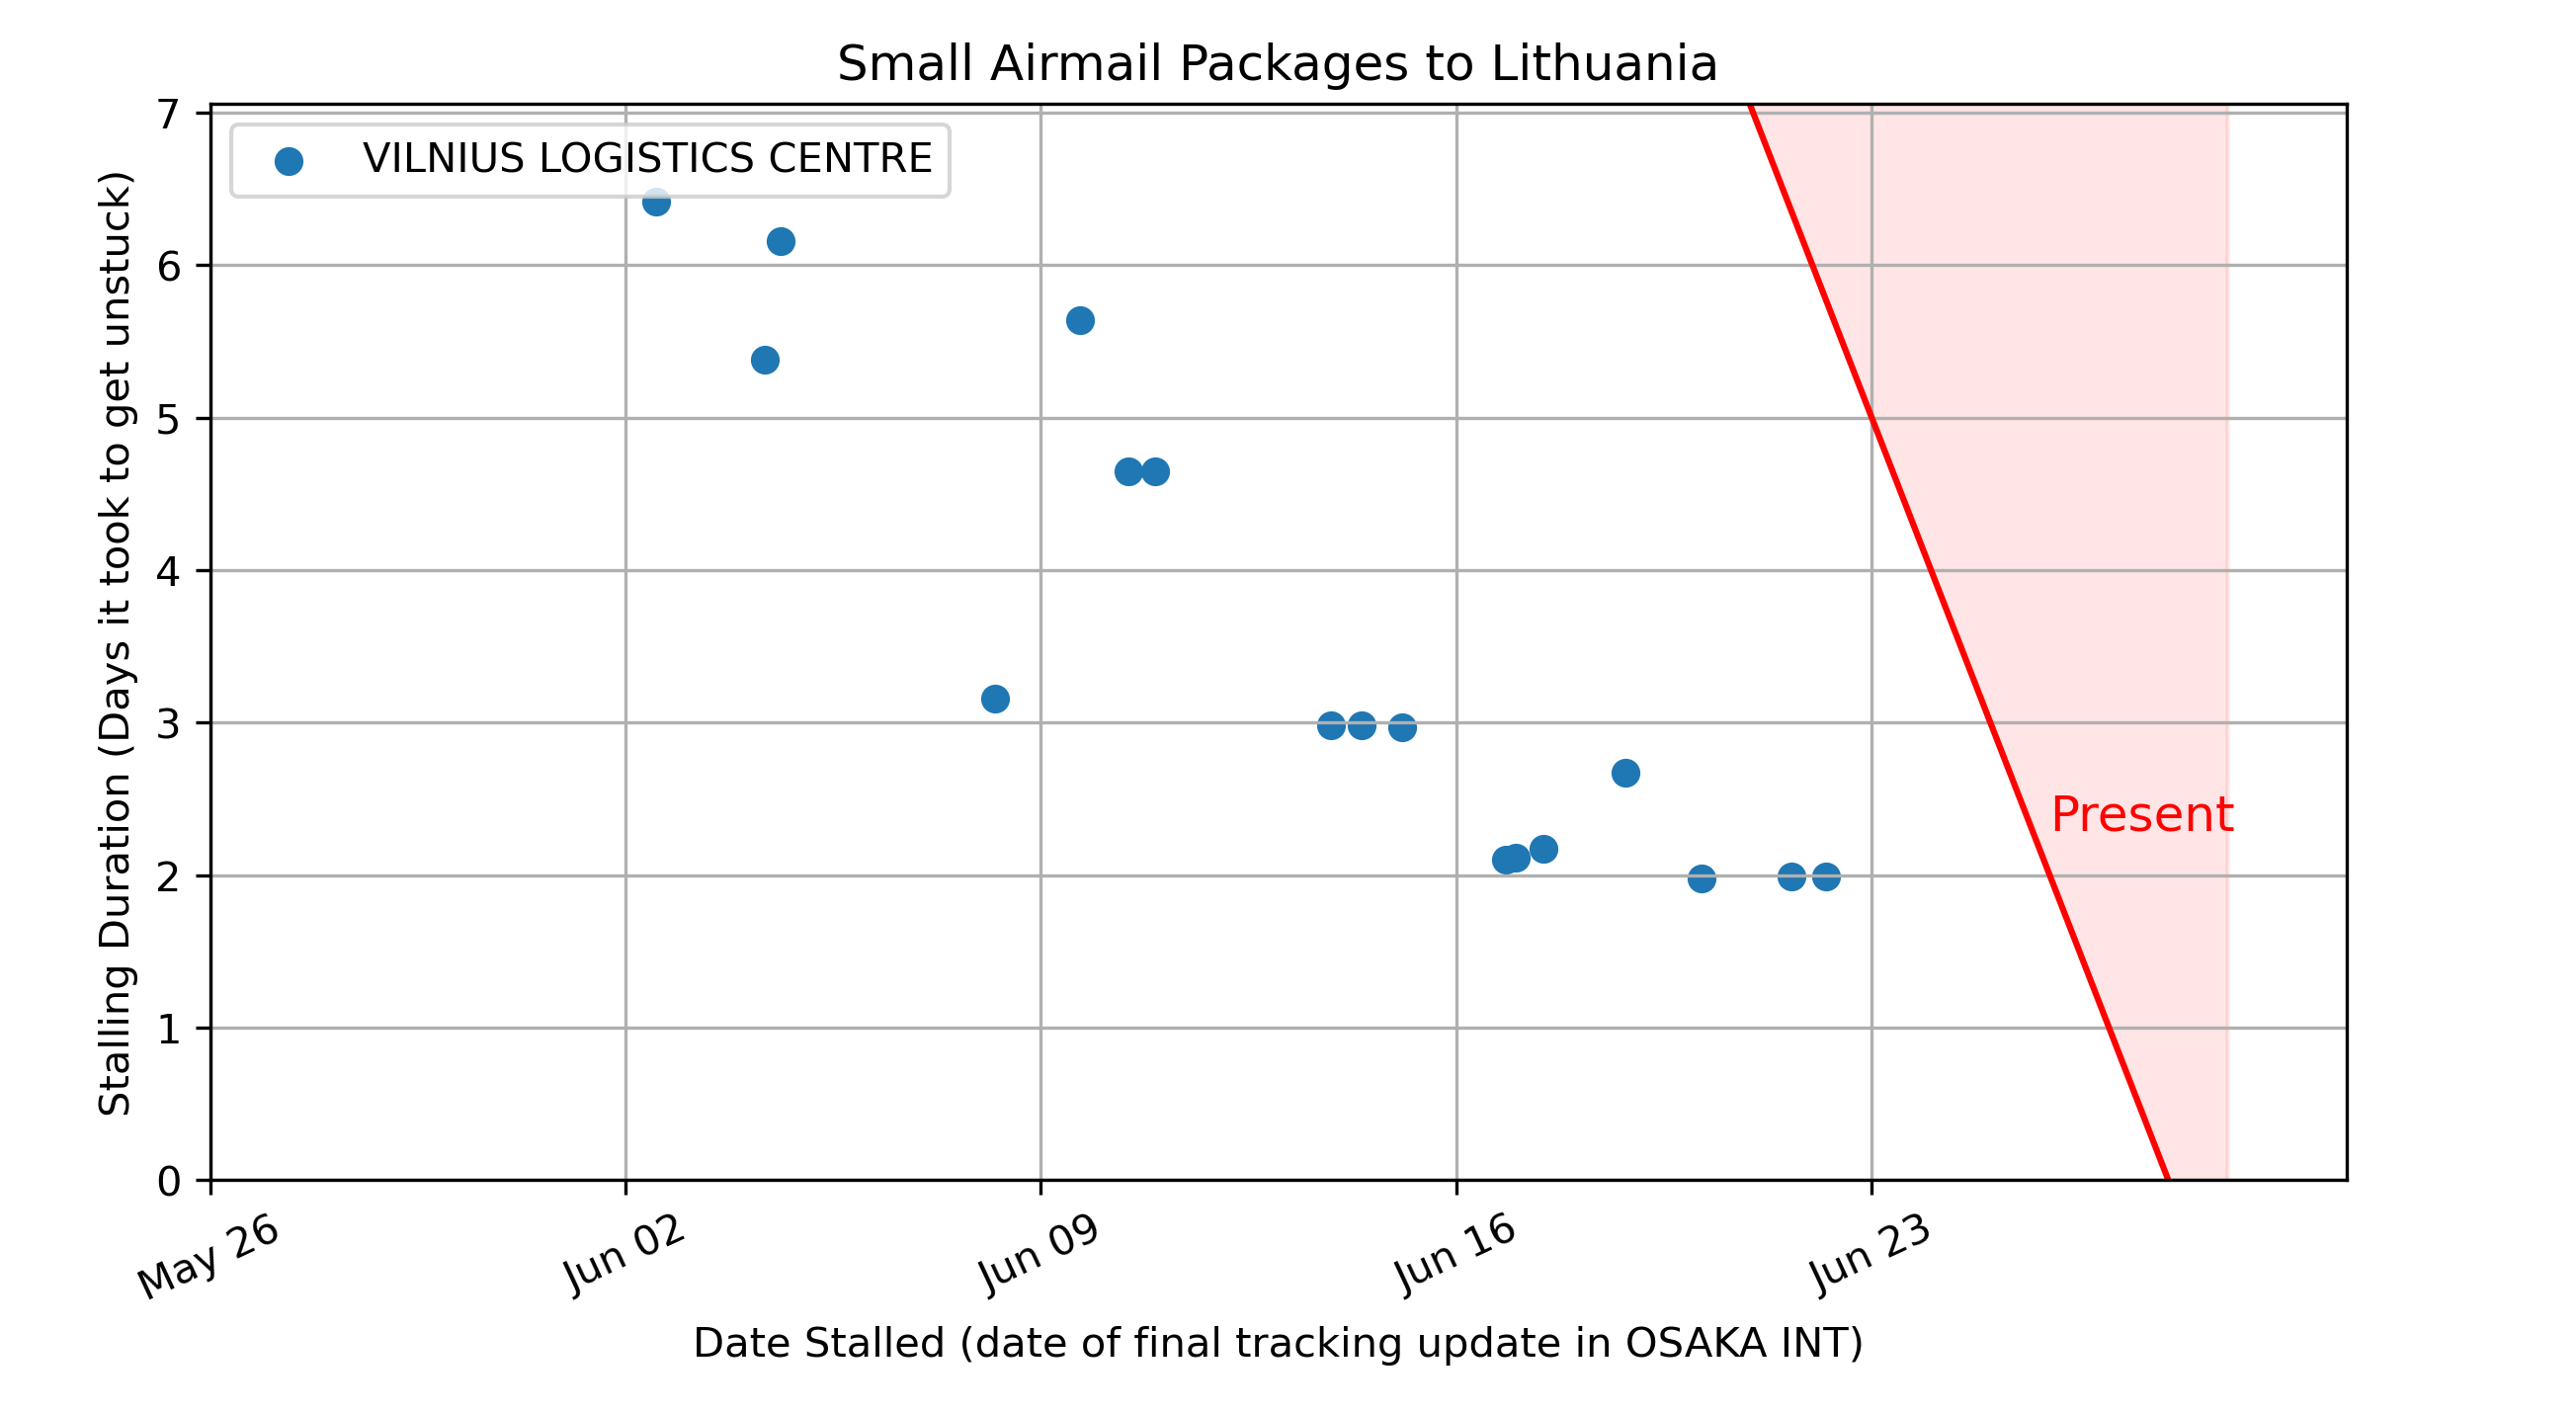 Small Airmail Packages to Lithuania
VILNIUS LOGISTICS CENTRE
Stalling Duration (Days it took to get unstuck)
7
6
5
4
3
2
1
0
Present
May 26
Jun 02
Jun 09
Jun 16
Jun 23
Date Stalled (date of final tracking update in OSAKA INT)